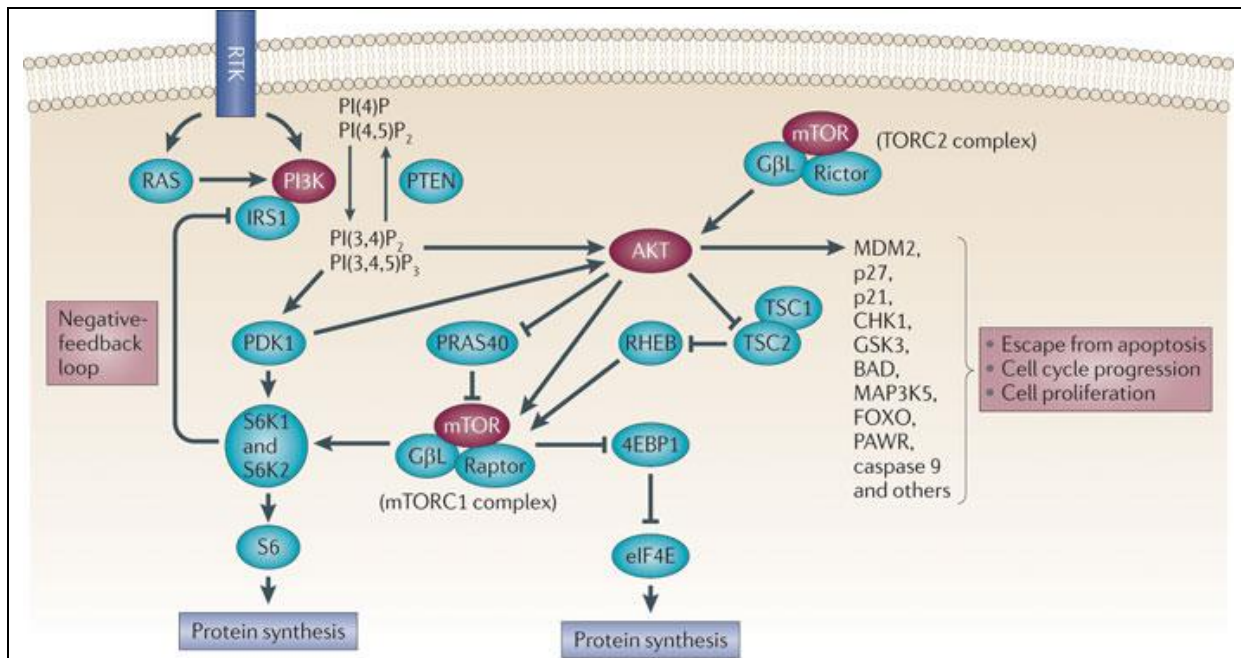 RTK
PI(4)P
PI(4,5)P₂
mTOR
(TORC2 complex)
GβL
Rictor
RAS
PI3K
PTEN
IRS1
PI(3,4)P₂
PI(3,4,5)P₃
AKT
MDM2,
p27,
p21,
CHK1,
GSK3,
BAD,
MAP3K5,
FOXO,
PAWR,
caspase 9
and others
TSC1
TSC2
Negative-
feedback
loop
PDK1
PRAS40
RHEB
• Escape from apoptosis
• Cell cycle progression
• Cell proliferation
S6K1
and
S6K2
mTOR
GβL
Raptor
(mTORC1 complex)
4EBP1
S6
eIF4E
Protein synthesis
Protein synthesis